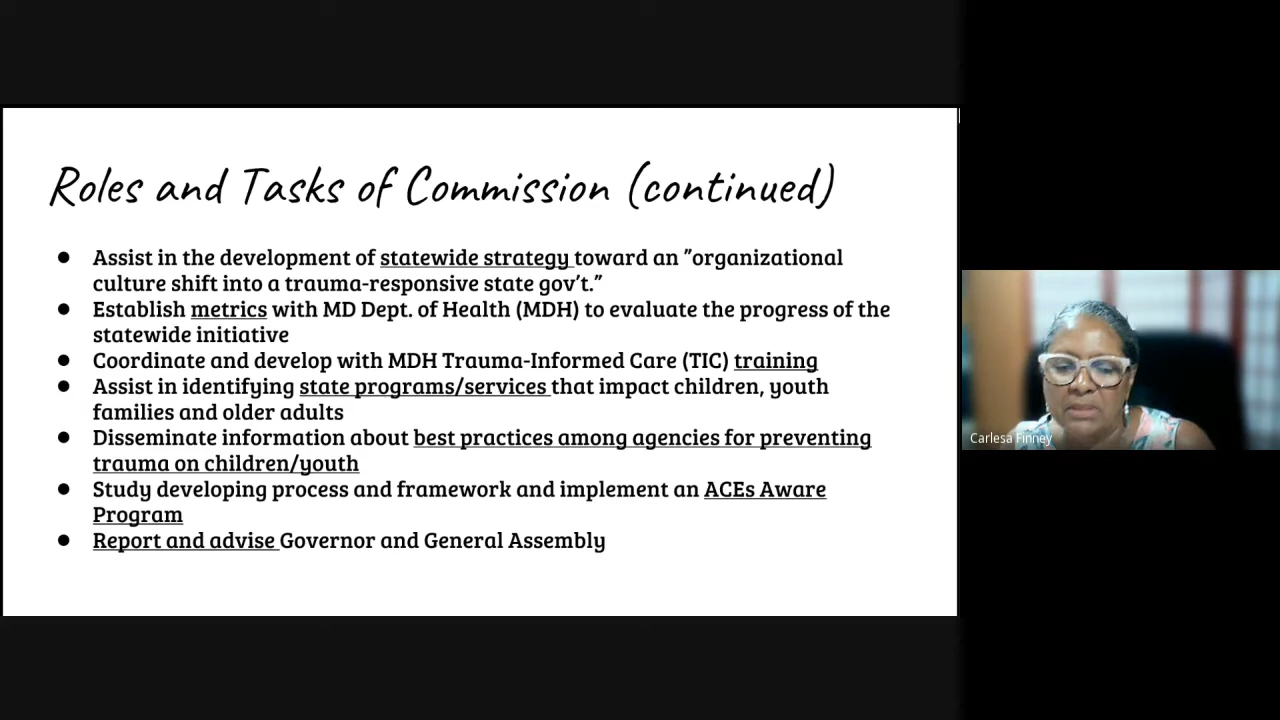 Roles and Tasks of Commission (continued)
● Assist in the development of statewide strategy toward an "organizational
culture shift into a trauma-responsive state gov't."
● Establish metrics with MD Dept. of Health (MDH) to evaluate the progress of the
statewide initiative
● Coordinate and develop with MDH Trauma-Informed Care (TIC) training
● Assist in identifying state programs/services that impact children, youth
families and older adults
● Disseminate information about best practices among agencies for preventing
trauma on children/youth
● Study developing process and framework and implement an ACEs Aware
Program
● Report and advise Governor and General Assembly
Carlesa Finney